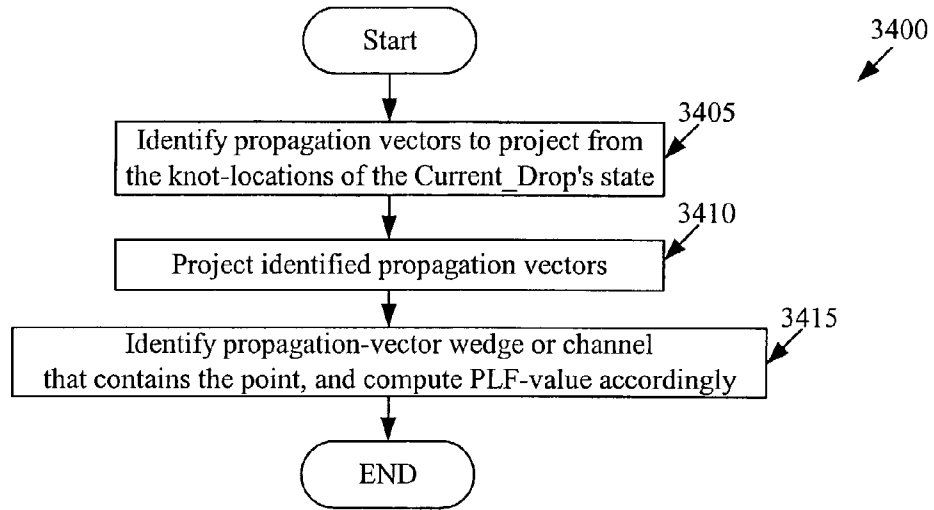 Start
3400
3405
Identify propagation vectors to project from
the knot-locations of the Current_Drop's state
3410
Project identified propagation vectors
3415
Identify propagation-vector wedge or channel
that contains the point, and compute PLF-value accordingly
END